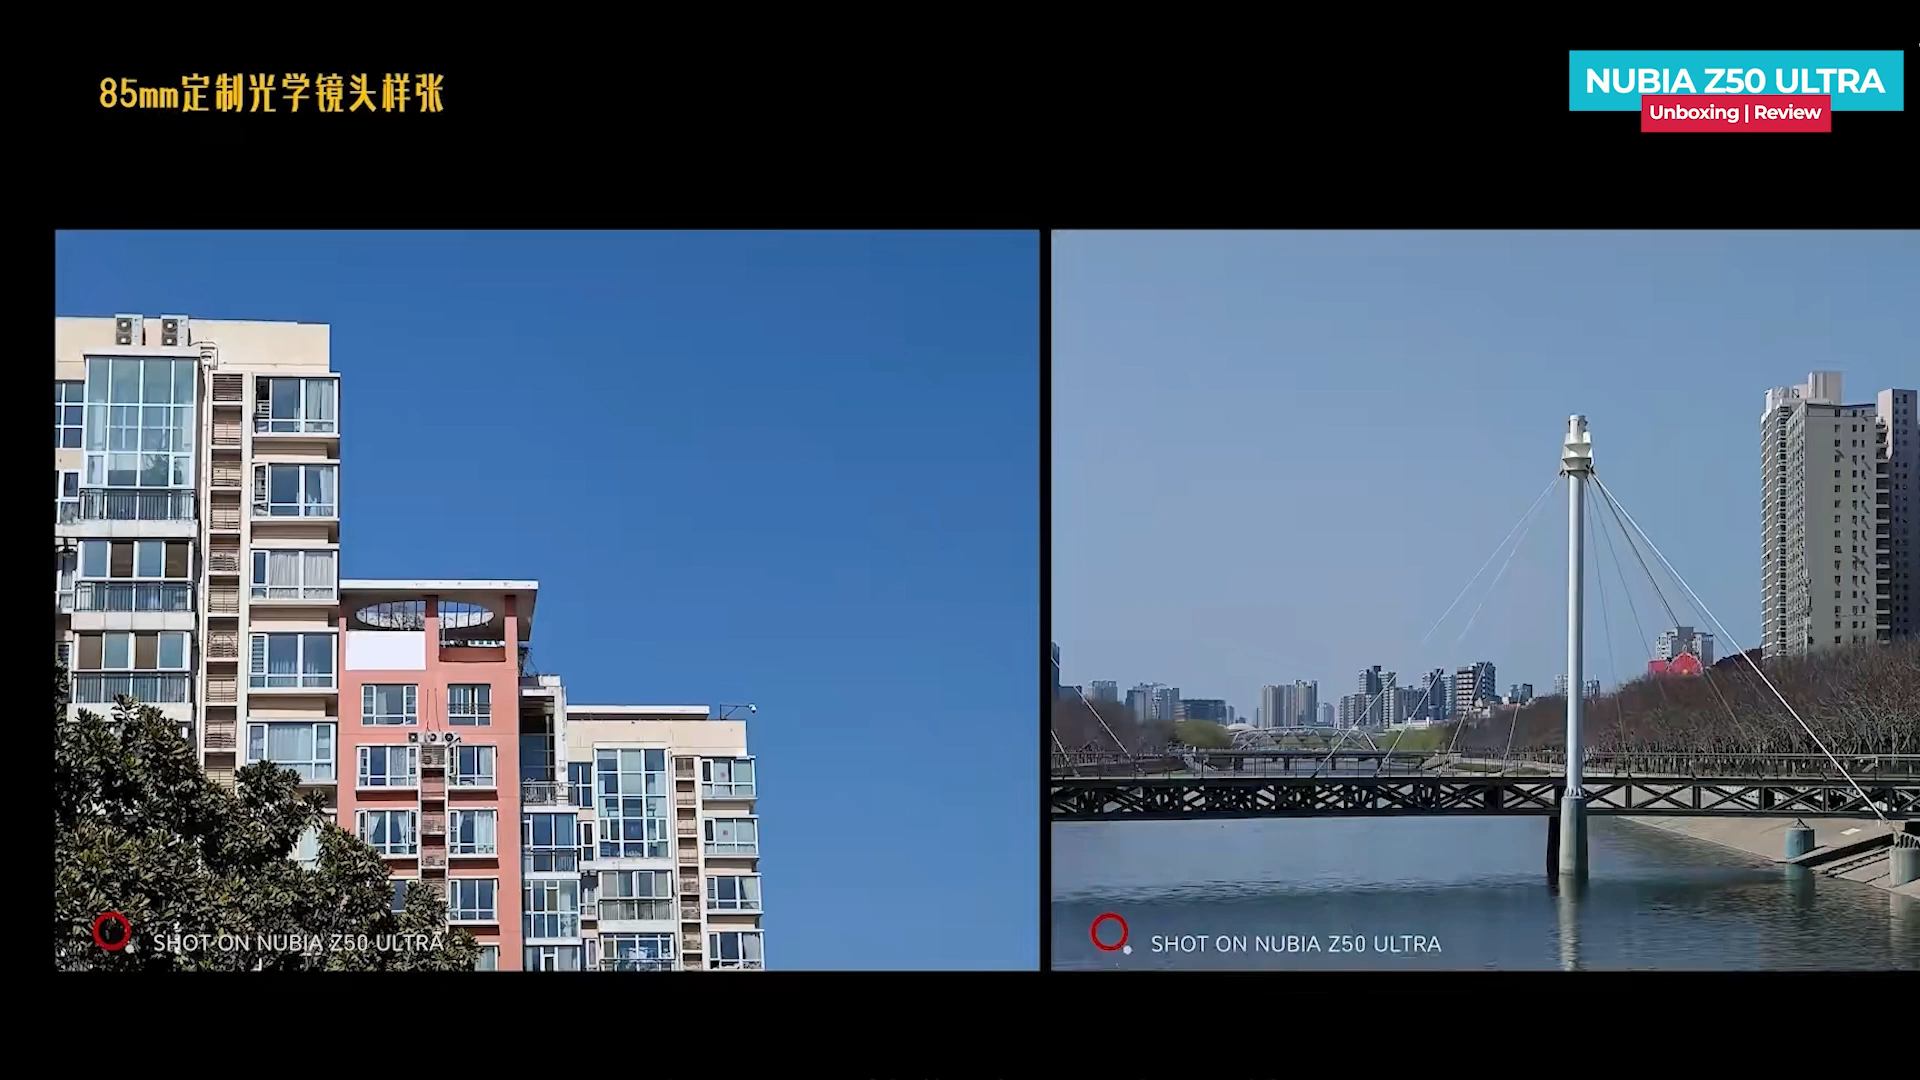 85mm定制光学镜头样张
NUBIA Z50 ULTRA
Unboxing | Review
SHOT ON NUBIA Z50 ULTRA
SHOT ON NUBIA Z50 ULTRA